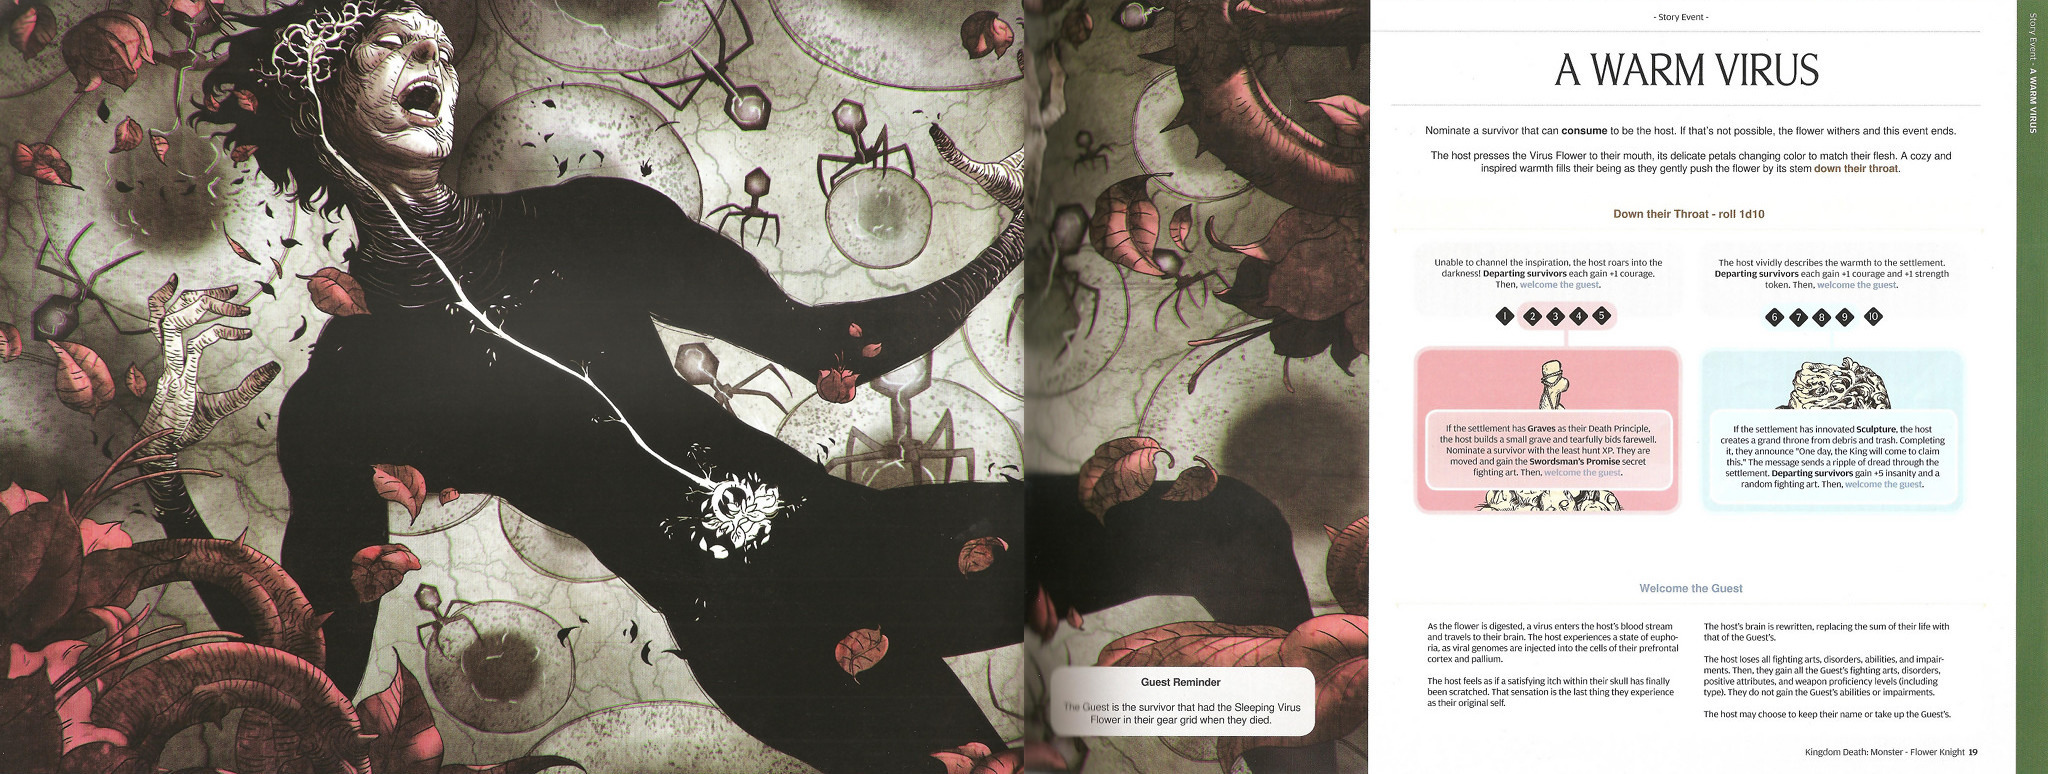 - Story Event -
Story Event - A WARM VIRUS
A WARM VIRUS
Nominate a survivor that can consume to be the host. If that's not possible, the flower withers and this event ends.
The host presses the Virus Flower to their mouth, its delicate petals changing color to match their flesh. A cozy and
inspired warmth fills their being as they gently push the flower by its stem down their throat.
Down their Throat - roll 1d10
Unable to channel the inspiration, the host roars into the
darkness! Departing survivors each gain +1 courage.
Then, welcome the guest.
1 2 3 4 5
If the settlement has Graves as their Death Principle,
the host builds a small grave and tearfully bids farewell.
Nominate a survivor with the least hunt XP. They are
moved and gain the Swordsman's Promise secret
fighting art. Then, welcome the guest.
The host vividly describes the warmth to the settlement.
Departing survivors each gain +1 courage and +1 strength
token. Then, welcome the guest.
6 7 8 9 10
If the settlement has innovated Sculpture, the host
creates a grand throne from debris and trash. Completing
it, they announce "One day, the King will come to claim
this." The message sends a ripple of dread through the
settlement. Departing survivors gain +5 insanity and a
random fighting art. Then, welcome the guest.
Welcome the Guest
As the flower is digested, a virus enters the host's blood stream
and travels to their brain. The host experiences a state of eupho-
ria, as viral genomes are injected into the cells of their prefrontal
cortex and pallium.
The host feels as if a satisfying itch within their skull has finally
been scratched. That sensation is the last thing they experience
as their original self.
The host's brain is rewritten, replacing the sum of their life with
that of the Guest's.
The host loses all fighting arts, disorders, abilities, and impair-
ments. Then, they gain all the Guest's fighting arts, disorders,
positive attributes, and weapon proficiency levels (including
type). They do not gain the Guest's abilities or impairments.
The host may choose to keep their name or take up the Guest's.
Guest Reminder
The Guest is the survivor that had the Sleeping Virus
Flower in their gear grid when they died.
Kingdom Death: Monster - Flower Knight 19